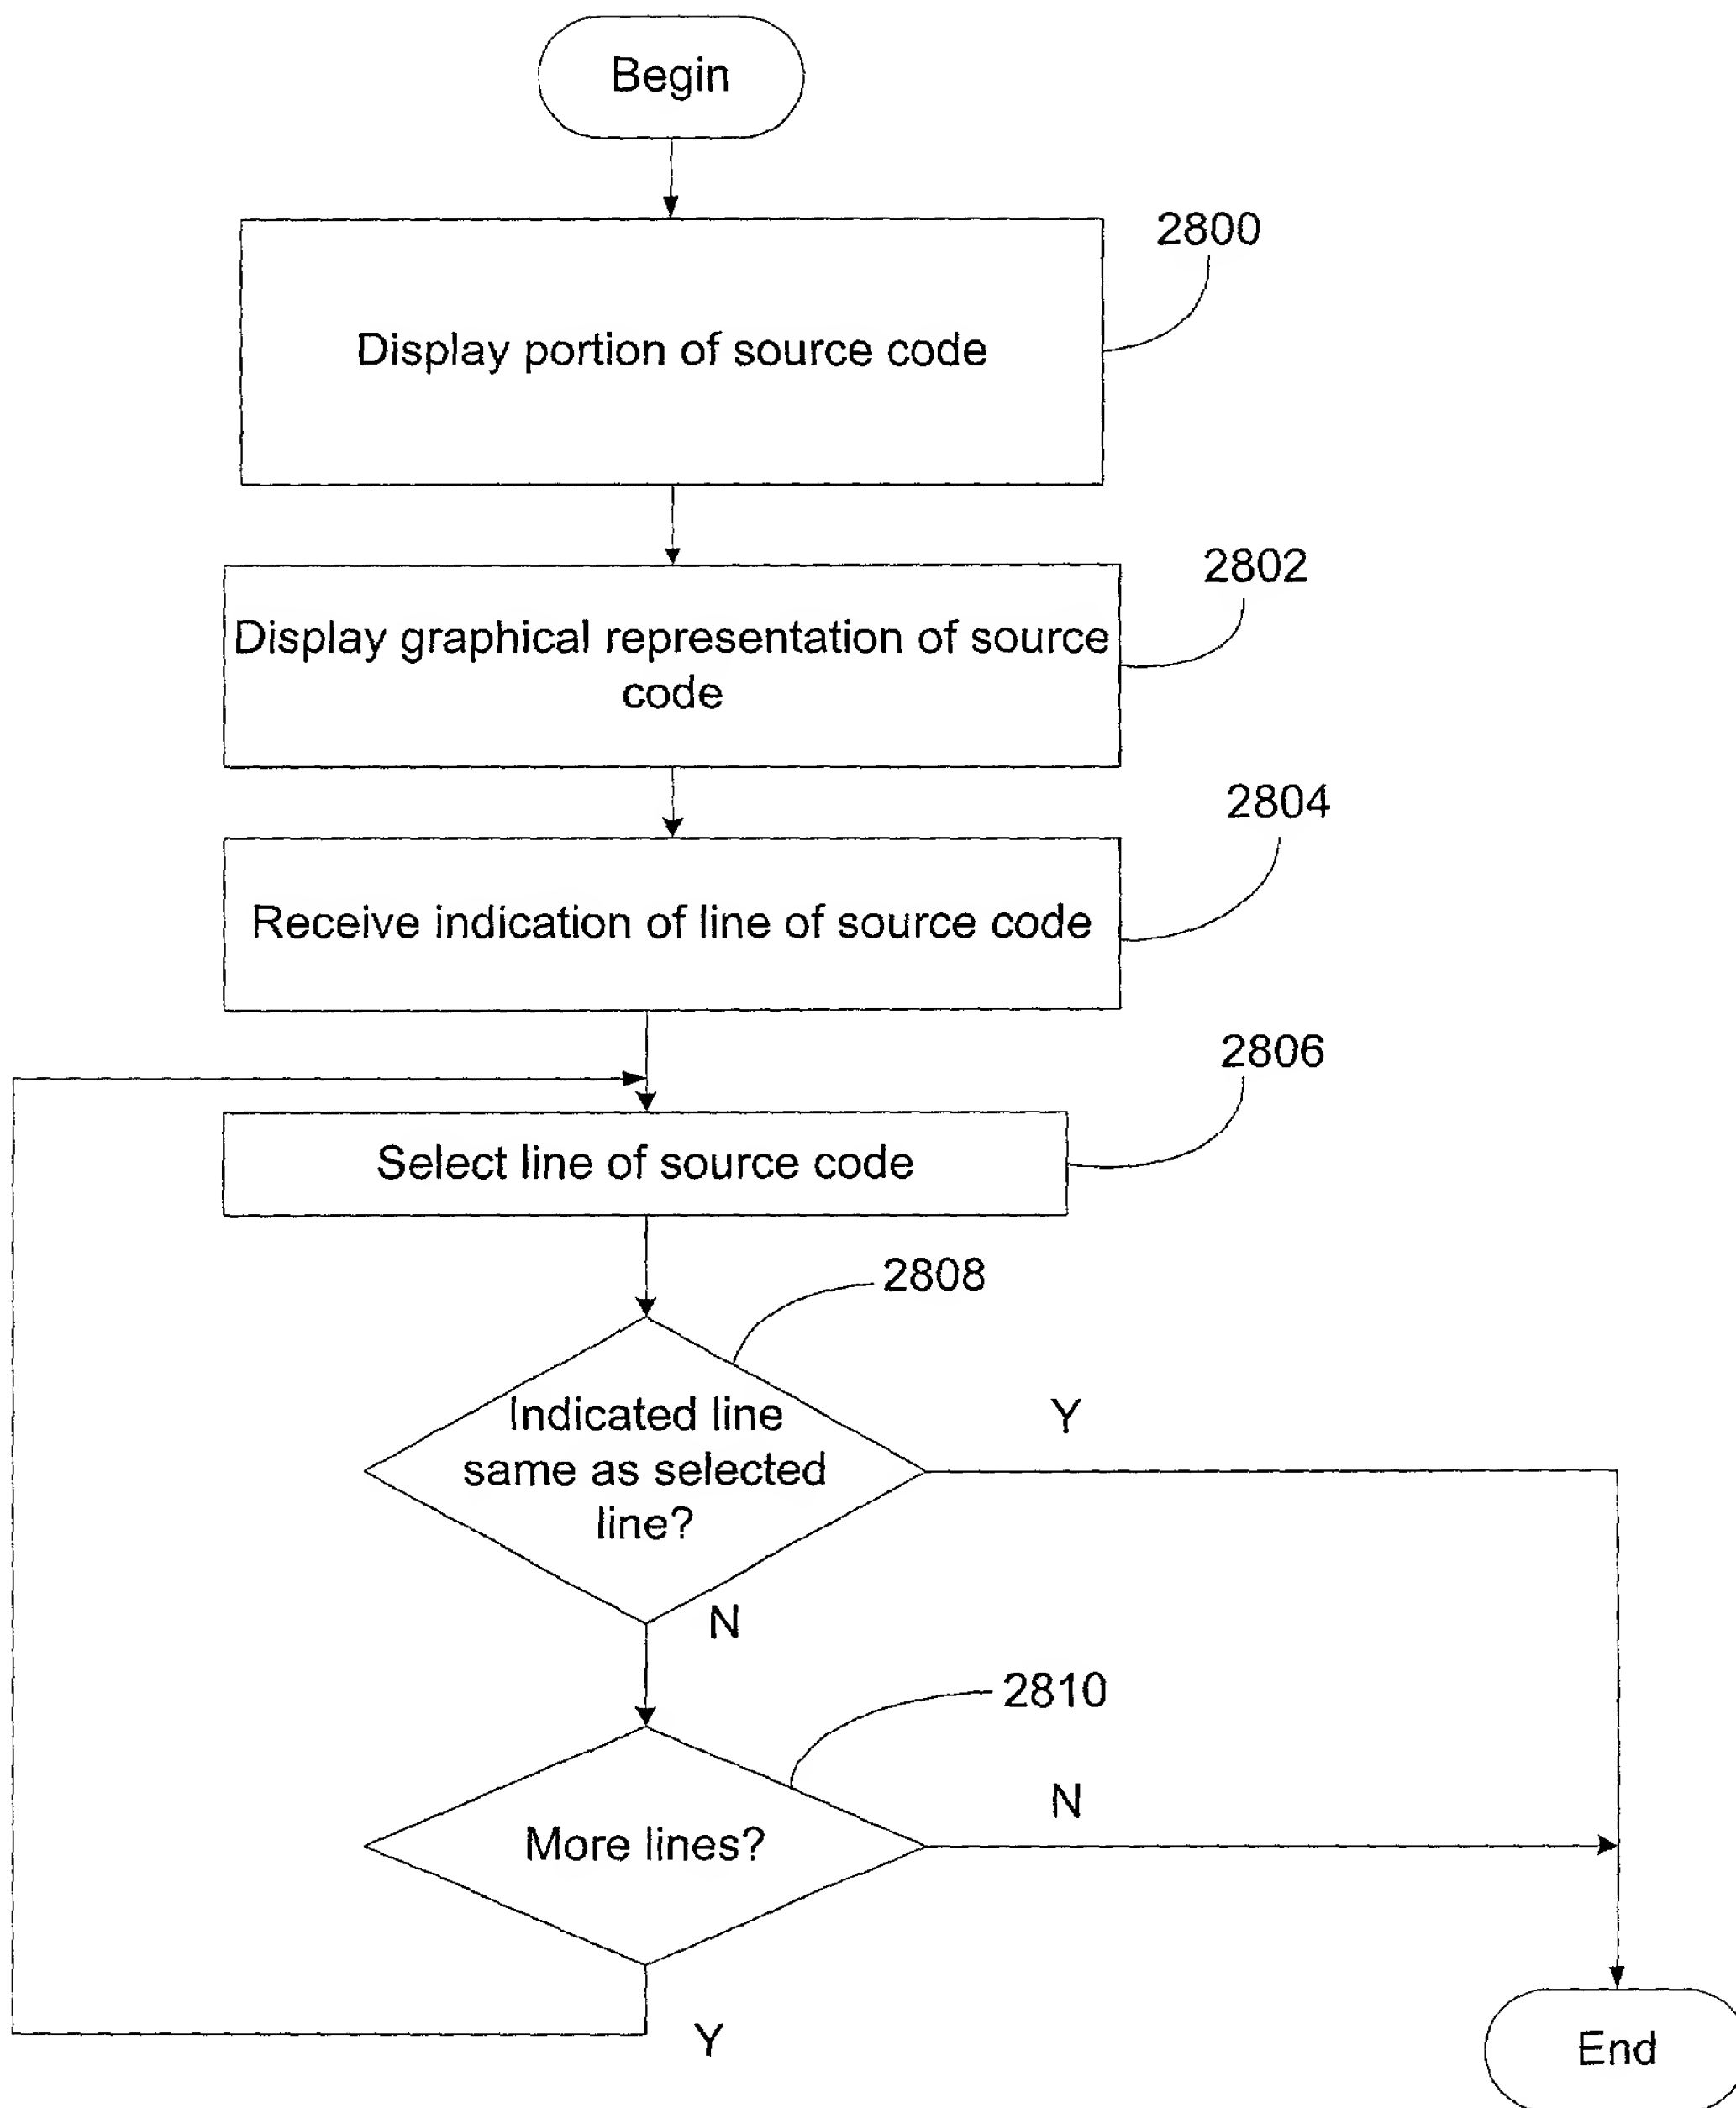 Begin
2800
Display portion of source code
2802
Display graphical representation of source
code
2804
Receive indication of line of source code
2806
Select line of source code
2808
Indicated line
same as selected
line?
Y
N
2810
More lines?
N
Y
End